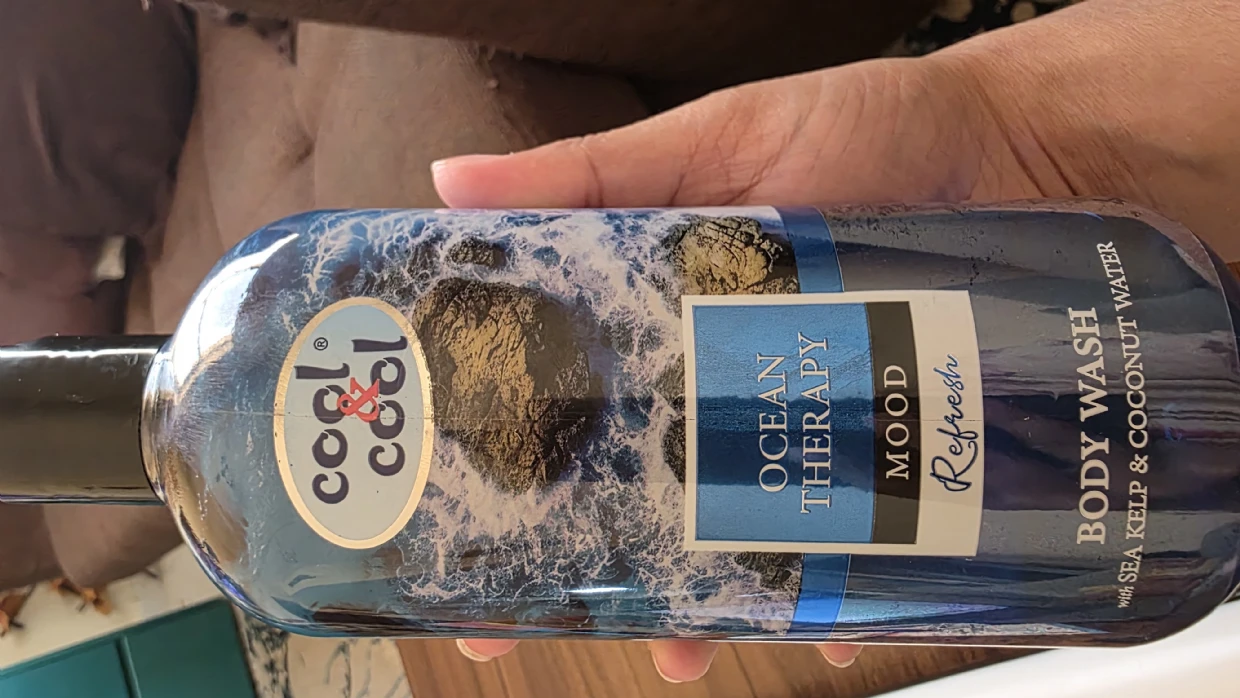 cool®
&
cool
OCEAN
THERAPY
MOOD
Refresh
BODY WASH
with SEA KELP & COCONUT WATER